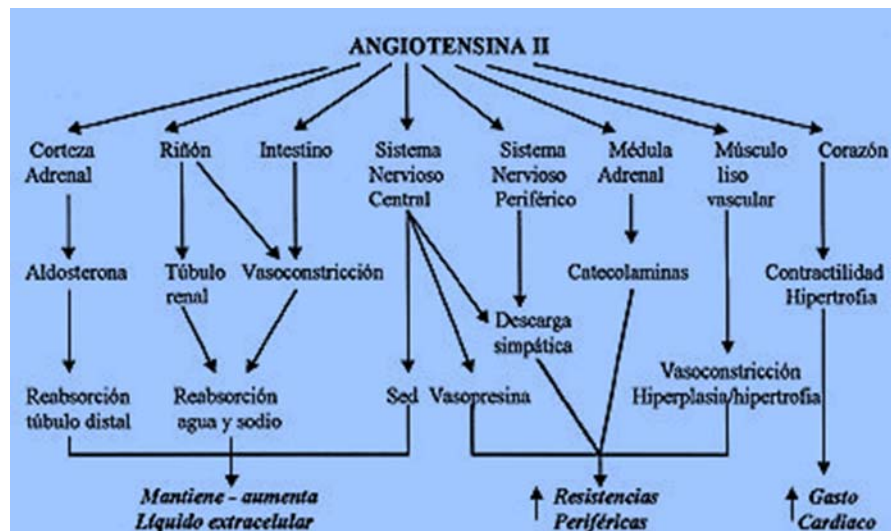 ANGIOTENSINA II
Corteza
Adrenal
Riñón
Intestino
Sistema
Nervioso
Central
Sistema
Nervioso
Periférico
Médula
Adrenal
Músculo
liso
vascular
Corazón
Aldosterona
Túbulo
renal
Vasoconstricción
Catecolaminas
Contractilidad
Hipertrofia
Descarga
simpática
Vasoconstricción
Hiperplasia/hipertrofia
Reabsorción
túbulo distal
Reabsorción
agua y sodio
Sed
Vasopresina
Mantiene - aumenta
Líquido extracelular
Resistencias
Periféricas
Gasto
Cardiaco